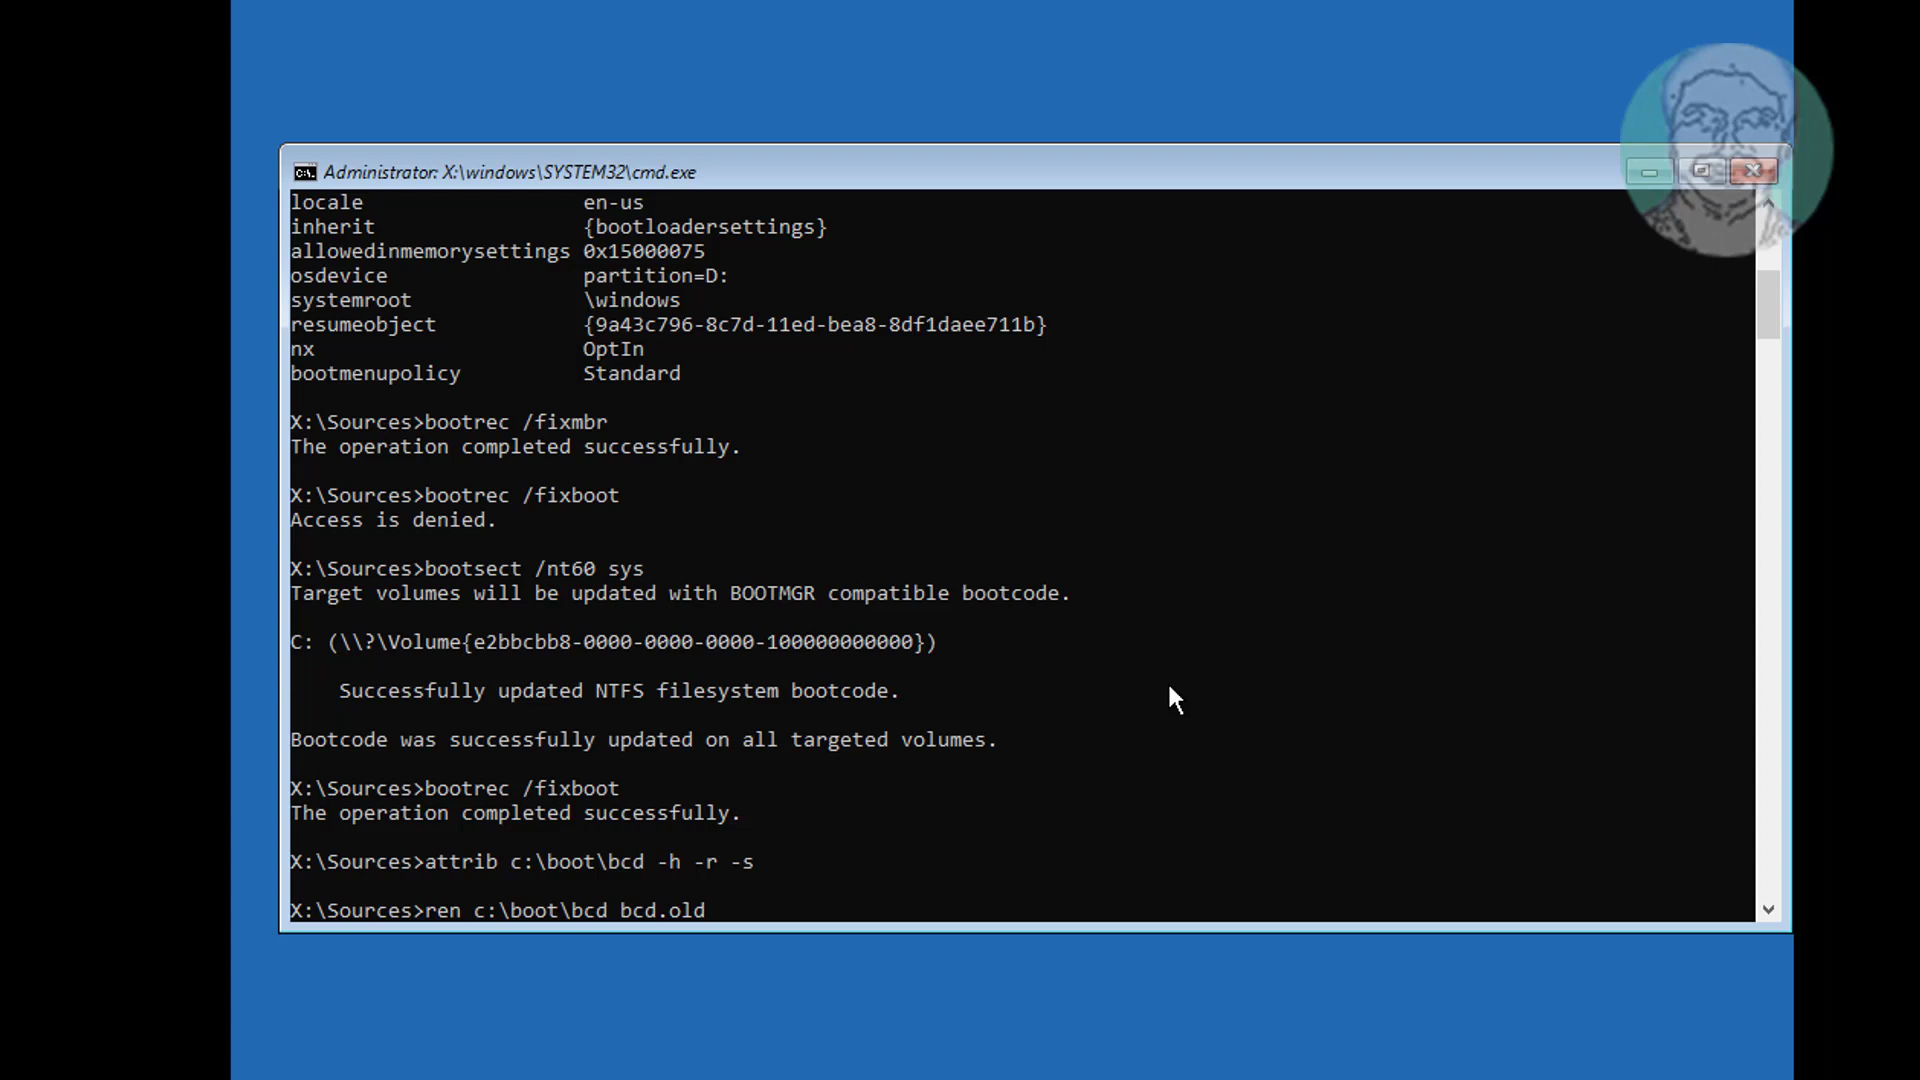 Administrator: X:\windows\SYSTEM32\cmd.exe
locale                  en-us
inherit                 {bootloadersettings}
allowedinmemorysettings 0x15000075
osdevice                partition=D:
systemroot              \windows
resumeobject            {9a43c796-8c7d-11ed-bea8-8df1daee711b}
nx                      OptIn
bootmenupolicy          Standard
X:\Sources>bootrec /fixmbr
The operation completed successfully.
X:\Sources>bootrec /fixboot
Access is denied.
X:\Sources>bootsect /nt60 sys
Target volumes will be updated with BOOTMGR compatible bootcode.
C: (\\?\Volume{e2bbcbb8-0000-0000-0000-100000000000})
    Successfully updated NTFS filesystem bootcode.
Bootcode was successfully updated on all targeted volumes.
X:\Sources>bootrec /fixboot
The operation completed successfully.
X:\Sources>attrib c:\boot\bcd -h -r -s
X:\Sources>ren c:\boot\bcd bcd.old